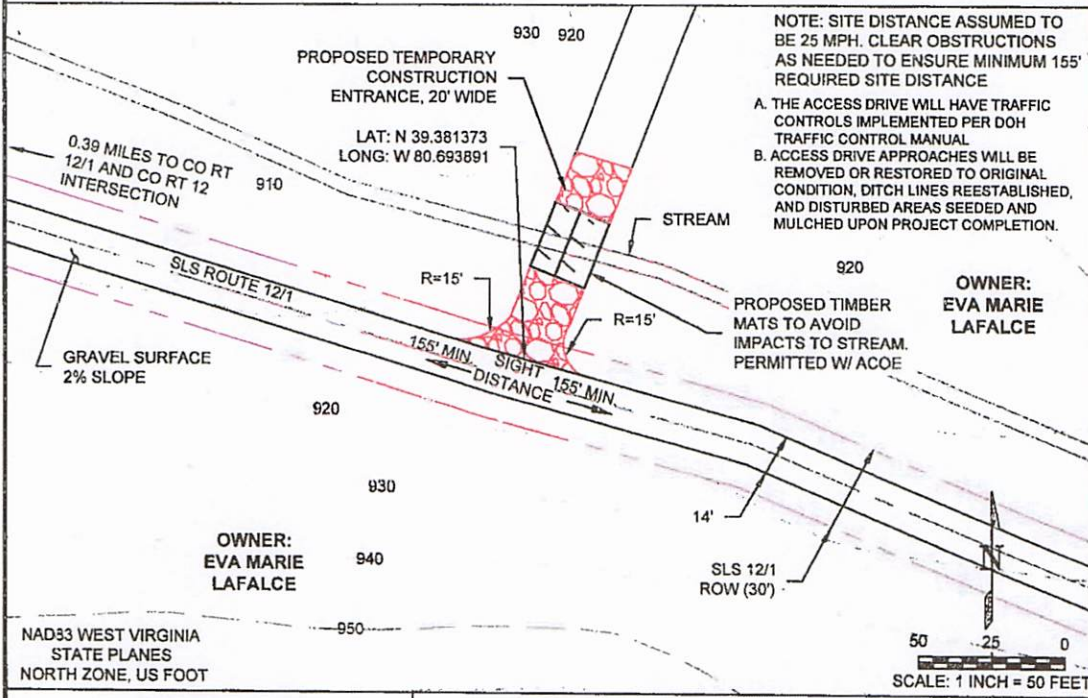 930 920
PROPOSED TEMPORARY
CONSTRUCTION
ENTRANCE, 20' WIDE
LAT: N 39.381373
LONG: W 80.693891
NOTE: SITE DISTANCE ASSUMED TO
BE 25 MPH. CLEAR OBSTRUCTIONS
AS NEEDED TO ENSURE MINIMUM 155'
REQUIRED SITE DISTANCE
A. THE ACCESS DRIVE WILL HAVE TRAFFIC
CONTROLS IMPLEMENTED PER DOH
TRAFFIC CONTROL MANUAL
B. ACCESS DRIVE APPROACHES WILL BE
REMOVED OR RESTORED TO ORIGINAL
CONDITION, DITCH LINES REESTABLISHED,
AND DISTURBED AREAS SEEDED AND
MULCHED UPON PROJECT COMPLETION.
0.39 MILES TO CO RT
12/1 AND CO RT 12
INTERSECTION
910
STREAM
920
OWNER:
EVA MARIE
LAFALCE
SLS ROUTE 12/1
R=15'
R=15'
PROPOSED TIMBER
MATS TO AVOID
IMPACTS TO STREAM.
PERMITTED W/ ACOE
GRAVEL SURFACE
2% SLOPE
155' MIN.
SIGHT
DISTANCE
155' MIN.
920
930
14'
940
OWNER:
EVA MARIE
LAFALCE
SLS 12/1
ROW (30')
N
950
NAD83 WEST VIRGINIA
STATE PLANES
NORTH ZONE, US FOOT
50 25 0
SCALE: 1 INCH = 50 FEET